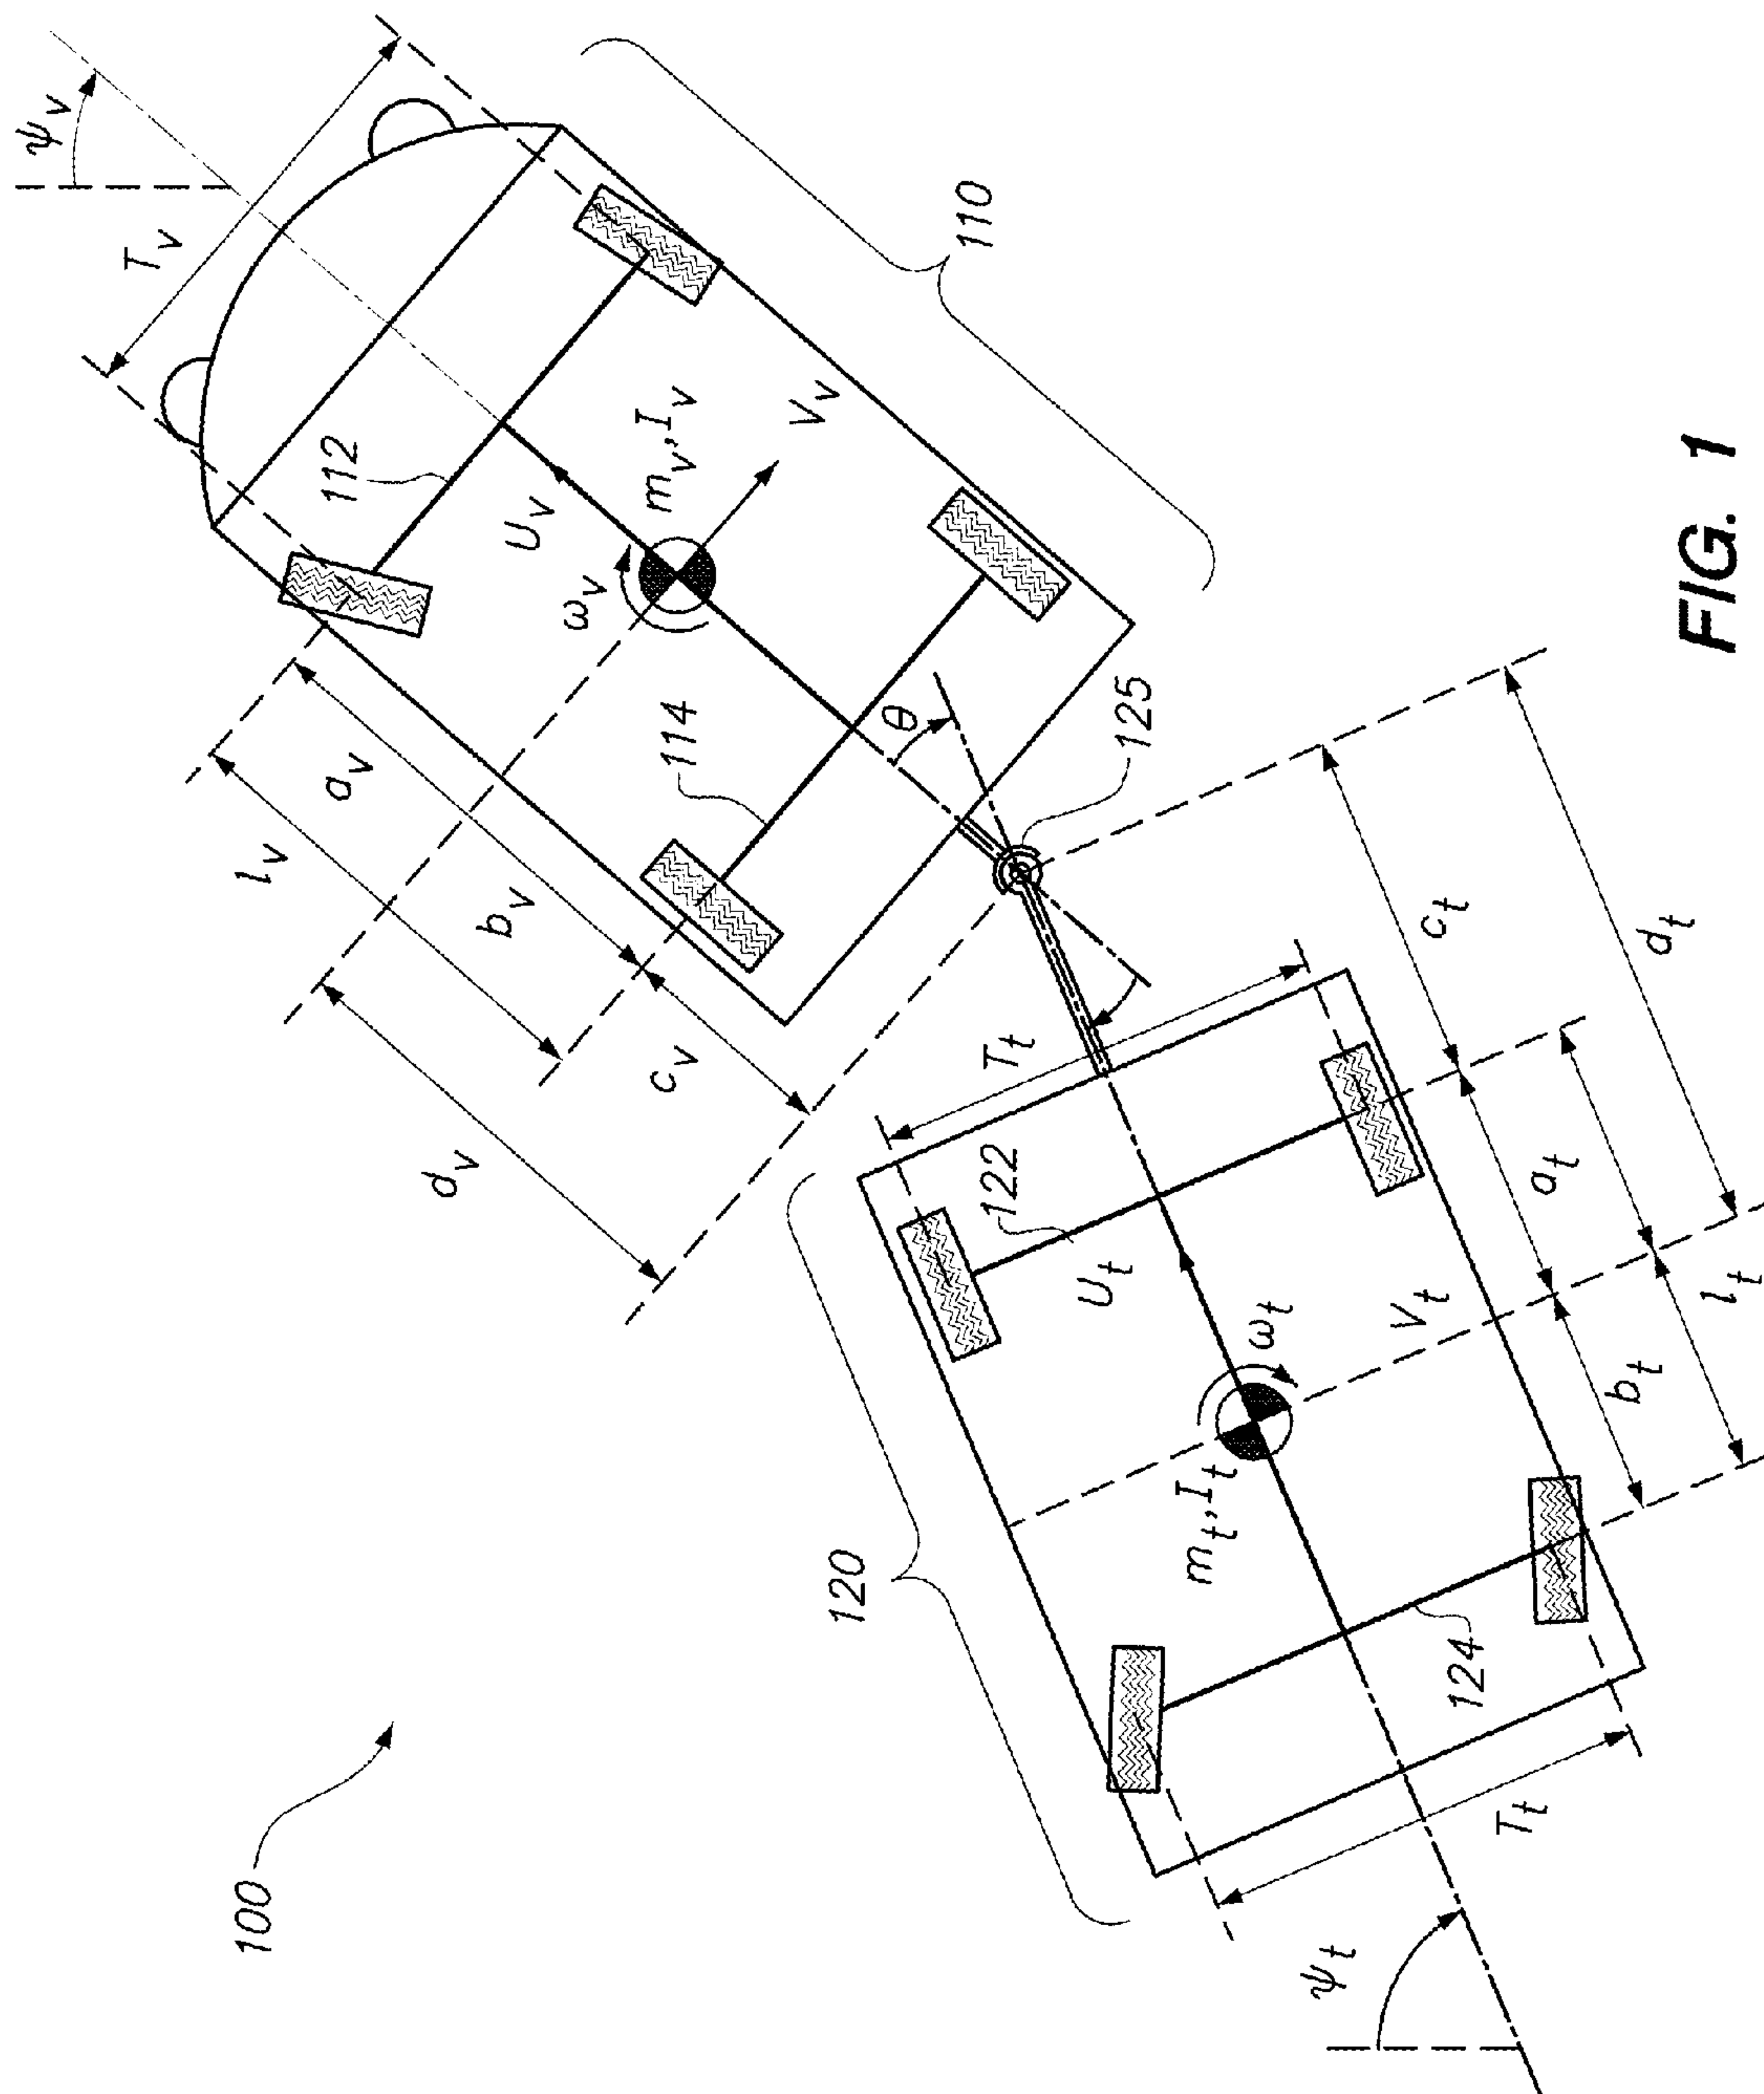 ψv
Tv
110
112
Uv
mv, Iv
Vv
ωv
av
lv
bv
114
θ
125
cv
dv
FIG. 1
Tt
ct
dt
122
Ut
at
ωt
Vt
lt
120
mt, It
bt
124
100
Tt
ψt